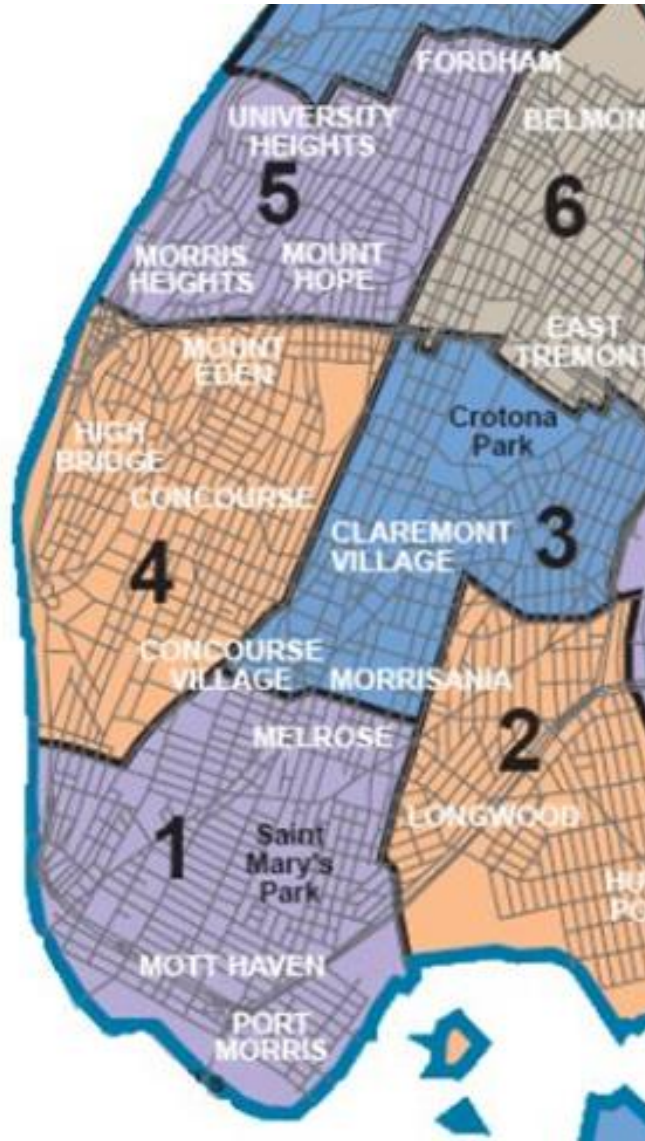 FORDHAM
UNIVERSITY
HEIGHTS
BELMON
5
6
MORRIS
HEIGHTS
MOUNT
HOPE
EAST
TREMONT
MOUNT
EDEN
Crotona
Park
HIGH
BRIDGE
CONCOURSE
CLAREMONT
VILLAGE
3
4
CONCOURSE
VILLAGE
MORRISANIA
MELROSE
2
LONGWOOD
1
Saint
Mary's
Park
HU
PO
MOTT HAVEN
PORT
MORRIS